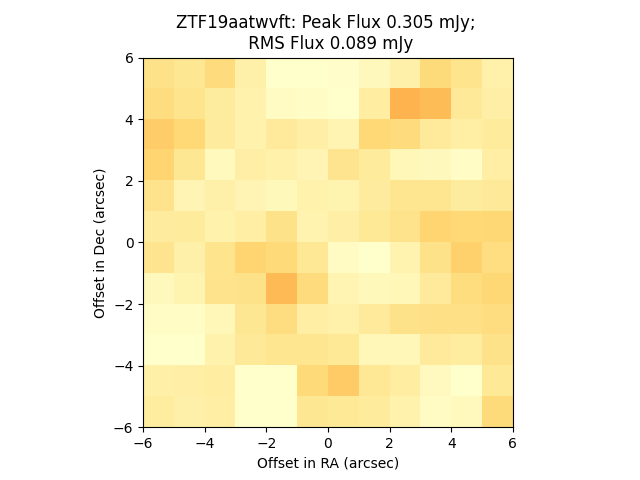 ZTF19aatwvft: Peak Flux 0.305 mJy;
RMS Flux 0.089 mJy
6
4
2
0
−2
−4
−6
Offset in Dec (arcsec)
−6 −4 −2 0 2 4 6
Offset in RA (arcsec)